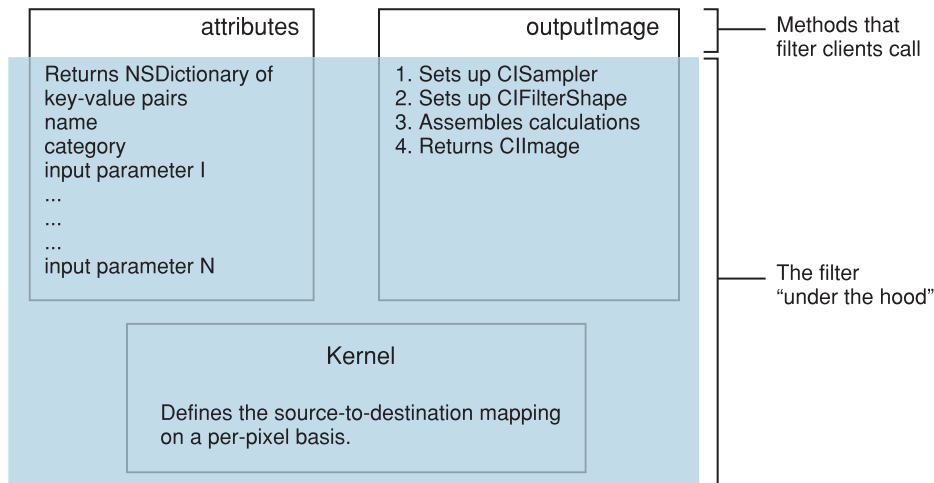 attributes
Returns NSDictionary of
key-value pairs
name
category
input parameter I
...
...
...
input parameter N
outputImage
1. Sets up CISampler
2. Sets up CIFilterShape
3. Assembles calculations
4. Returns CIImage
Methods that
filter clients call
The filter
“under the hood”
Kernel
Defines the source-to-destination mapping
on a per-pixel basis.